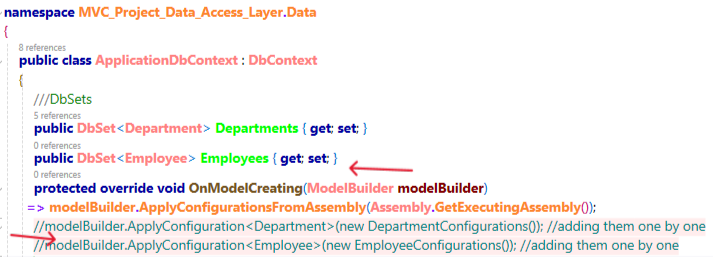 namespace MVC_Project_Data_Access_Layer.Data
{
8 references
public class ApplicationDbContext : DbContext
{
///DbSets
5 references
public DbSet<Department> Departments { get; set; }
0 references
public DbSet<Employee> Employees { get; set; }
0 references
protected override void OnModelCreating(ModelBuilder modelBuilder)
=> modelBuilder.ApplyConfigurationsFromAssembly(Assembly.GetExecutingAssembly());
//modelBuilder.ApplyConfiguration<Department>(new DepartmentConfigurations()); //adding them one by one
//modelBuilder.ApplyConfiguration<Employee>(new EmployeeConfigurations()); //adding them one by one